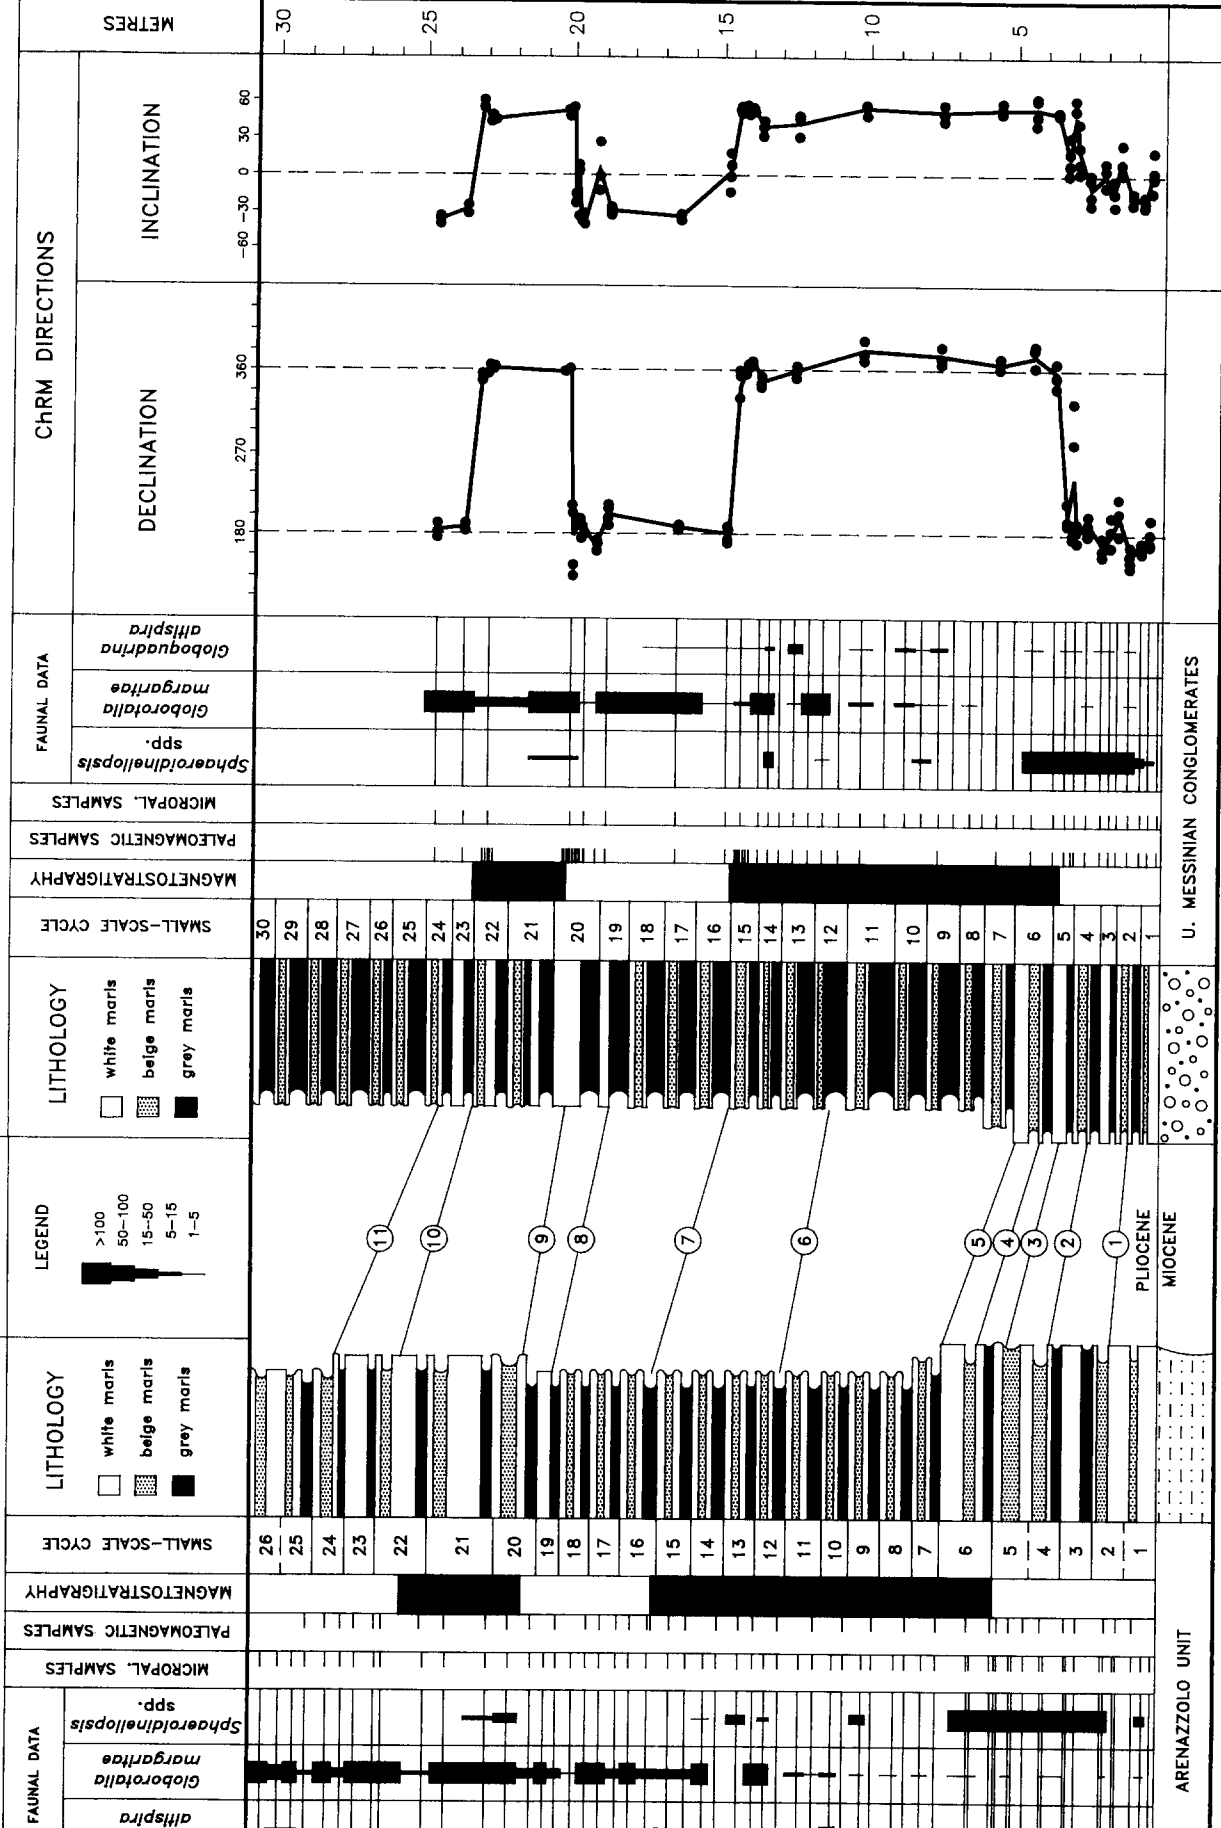 METRES
30
25
20
15
10
5
ChRM DIRECTIONS
INCLINATION
60
30
0
-30
-60
DECLINATION
360
270
180
FAUNAL DATA
Globoquadrina
altispira
Globorotalia
margaritae
Sphaeroidinellopsis
spp.
MICROPAL. SAMPLES
PALEOMAGNETIC SAMPLES
MAGNETOSTRATIGRAPHY
SMALL-SCALE CYCLE
30 29 28 27 26 25 24 23 22 21 20 19 18 17 16 15 14 13 12 11 10 9 8 7 6 5 4 3 2 1
U. MESSINIAN CONGLOMERATES
LITHOLOGY
white marls
beige marls
grey marls
LEGEND
>100
50-100
15-50
5-15
1-5
11 10 9 8 7 6 5 4 3 2 1
PLIOCENE
MIOCENE
LITHOLOGY
white marls
beige marls
grey marls
SMALL-SCALE CYCLE
26 25 24 23 22 21 20 19 18 17 16 15 14 13 12 11 10 9 8 7 6 5 4 3 2 1
MAGNETOSTRATIGRAPHY
PALEOMAGNETIC SAMPLES
MICROPAL. SAMPLES
ARENAZZOLO UNIT
FAUNAL DATA
Sphaeroidinellopsis
spp.
Globorotalia
margaritae
altispira